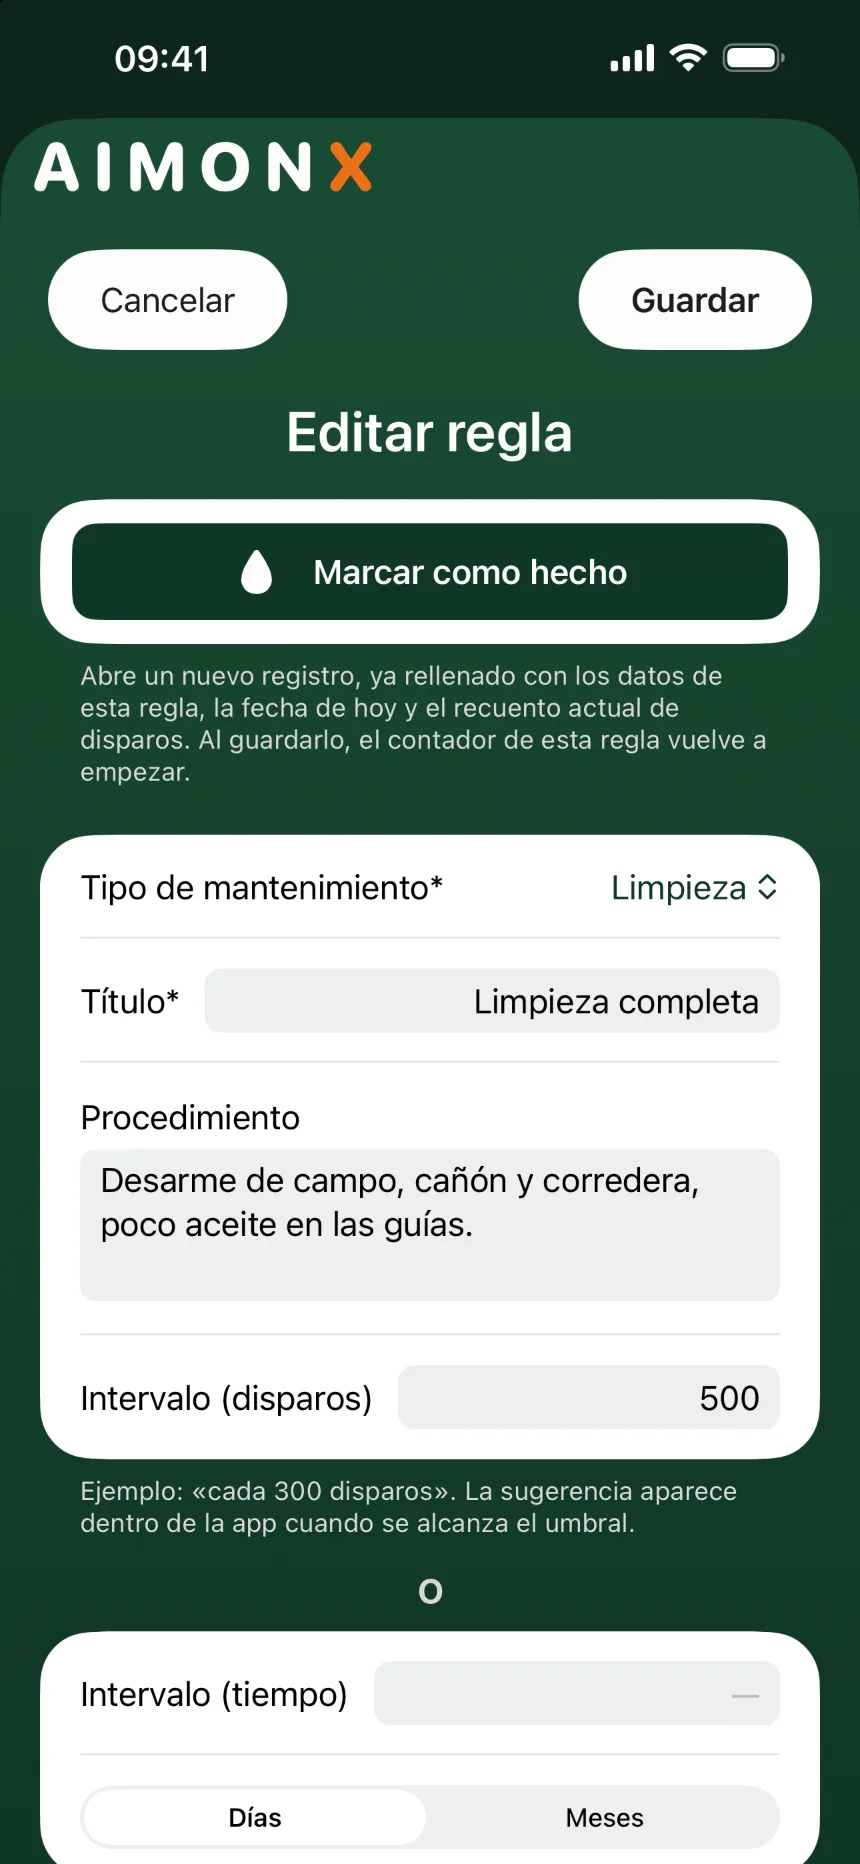 09:41
AIMONX
Cancelar
Guardar
Editar regla
Marcar como hecho
Abre un nuevo registro, ya rellenado con los datos de
esta regla, la fecha de hoy y el recuento actual de
disparos. Al guardarlo, el contador de esta regla vuelve a
empezar.
Tipo de mantenimiento* Limpieza
Título* Limpieza completa
Procedimiento
Desarme de campo, cañón y corredera,
poco aceite en las guías.
Intervalo (disparos) 500
Ejemplo: «cada 300 disparos». La sugerencia aparece
dentro de la app cuando se alcanza el umbral.
O
Intervalo (tiempo) —
Días Meses